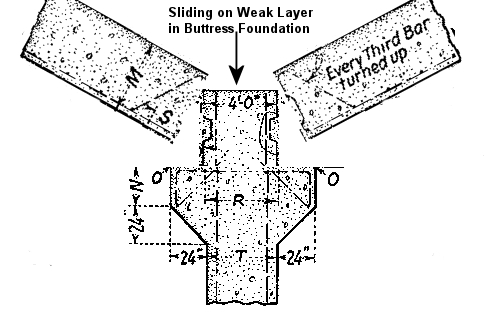 Sliding on Weak Layer
in Buttress Foundation
Every Third Bar
turned up
M
S
4'-0"
O
O
N
R
24"
24"
T
24"